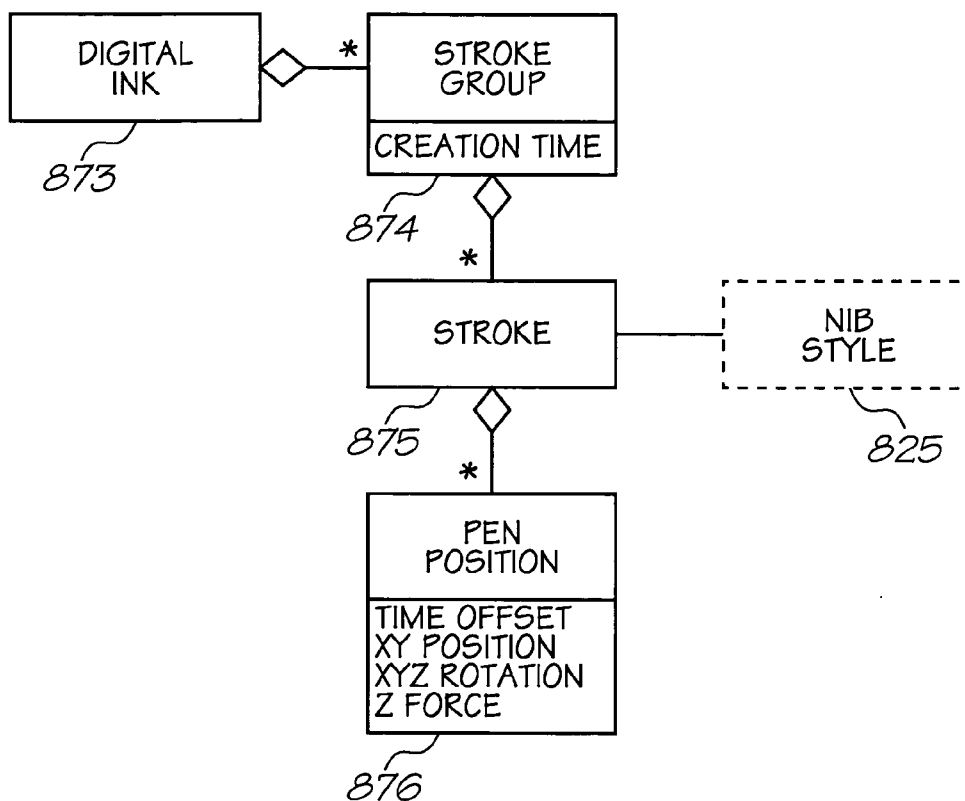 DIGITAL
INK
873
*
STROKE
GROUP
CREATION TIME
874
*
STROKE
875
NIB
STYLE
825
*
PEN
POSITION
TIME OFFSET
XY POSITION
XYZ ROTATION
Z FORCE
876